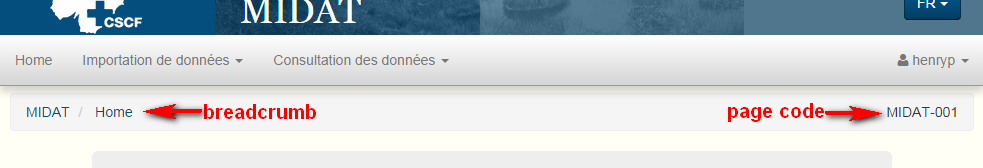 CSCF
MIDAT
FR
Home Importation de données Consultation des données henryp
MIDAT / Home breadcrumb page code MIDAT-001